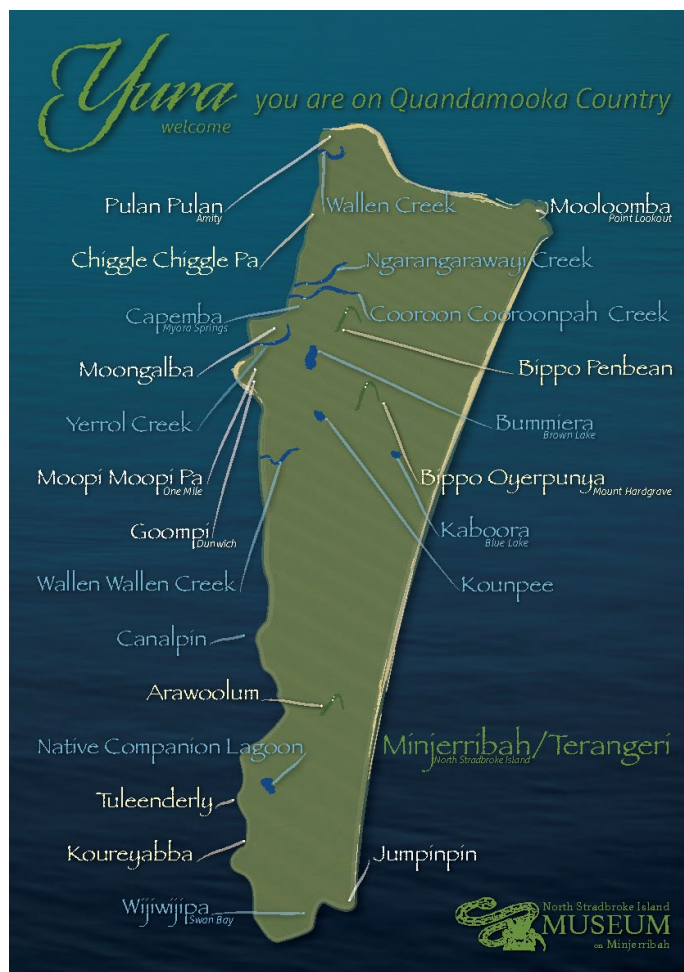 Yura
you are on Quandamooka Country
welcome
Pulan Pulan
Amity
Wallen Creek
Mooloomba
Point Lookout
Chiggle Chiggle Pa
Ngarangarawayi Creek
Capemba
Myora Springs
Cooroon Cooroonpah Creek
Moongalba
Bippo Penbean
Yerrol Creek
Bummiera
Brown Lake
Moopi Moopi Pa
One Mile
Bippo Oyerpunya
Mount Hardgrave
Goompi
Dunwich
Kaboora
Blue Lake
Wallen Wallen Creek
Kounpee
Canalpin
Arawoolum
Native Companion Lagoon
Minjerribah/Terangeri
North Stradbroke Island
Tuleenderly
Koureyabba
Jumpinpin
Wijiwijipa
Swan Bay
North Stradbroke Island
MUSEUM
on Minjerribah